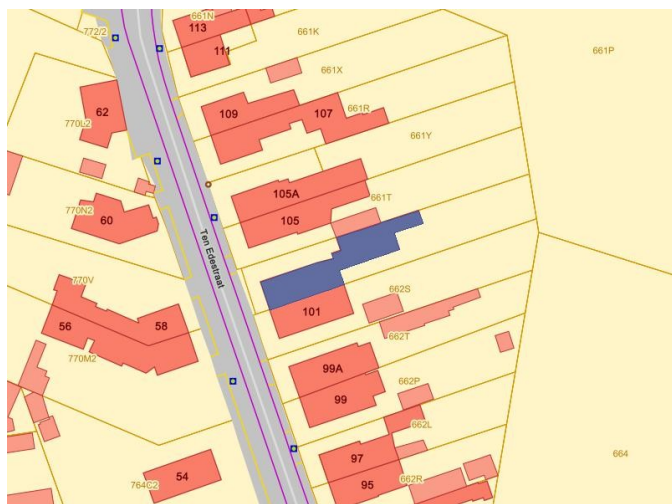 661N
113
772/2
661K
111
661P
661X
62
109
107
661R
770L2
661Y
105A
661T
770N2
60
105
Ten Edestraat
770V
662S
101
56
58
662T
770M2
99A
662P
99
662L
97
664
54
662R
764C2
95